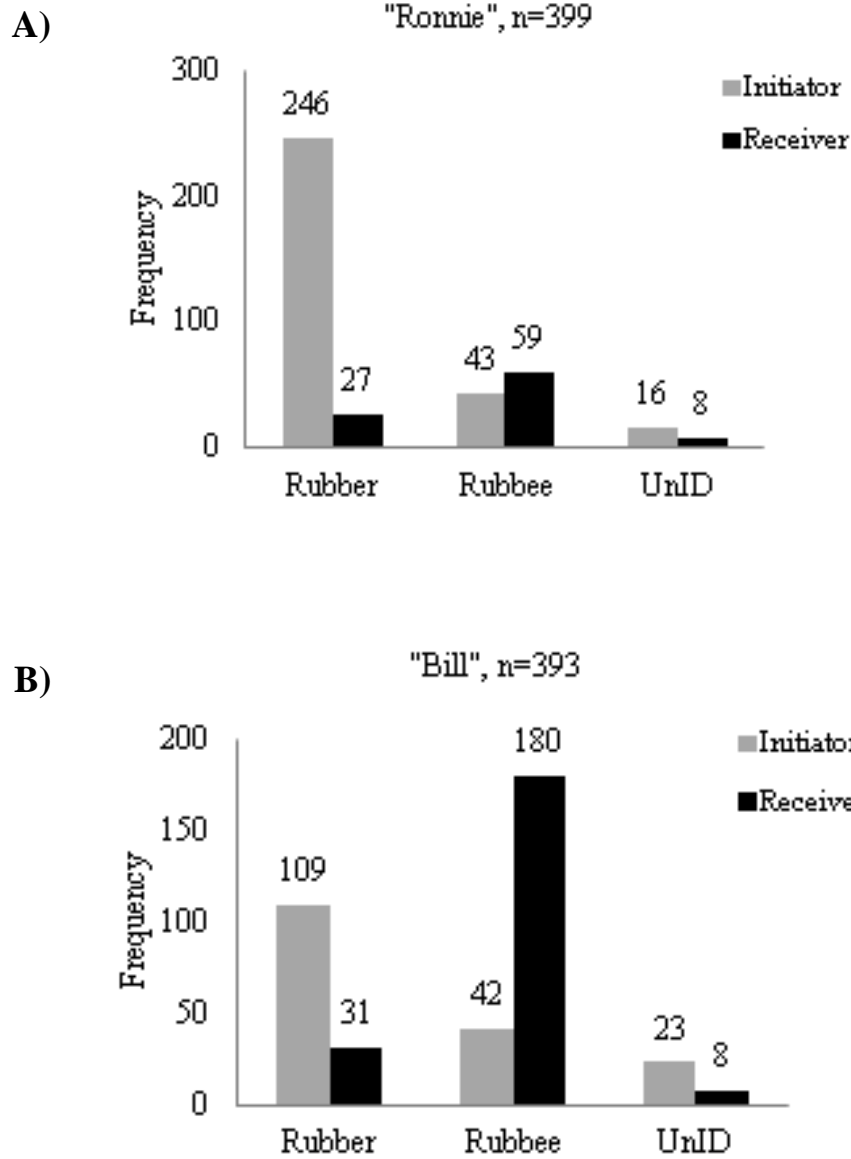 A)
"Ronnie", n=399
300
200
100
0
Frequency
246
27
43
59
16
8
Rubber Rubbee UnID
Initiator
Receiver
B)
"Bill", n=393
200
150
100
50
0
Frequency
109
31
42
180
23
8
Rubber Rubbee UnID
Initiator
Receive